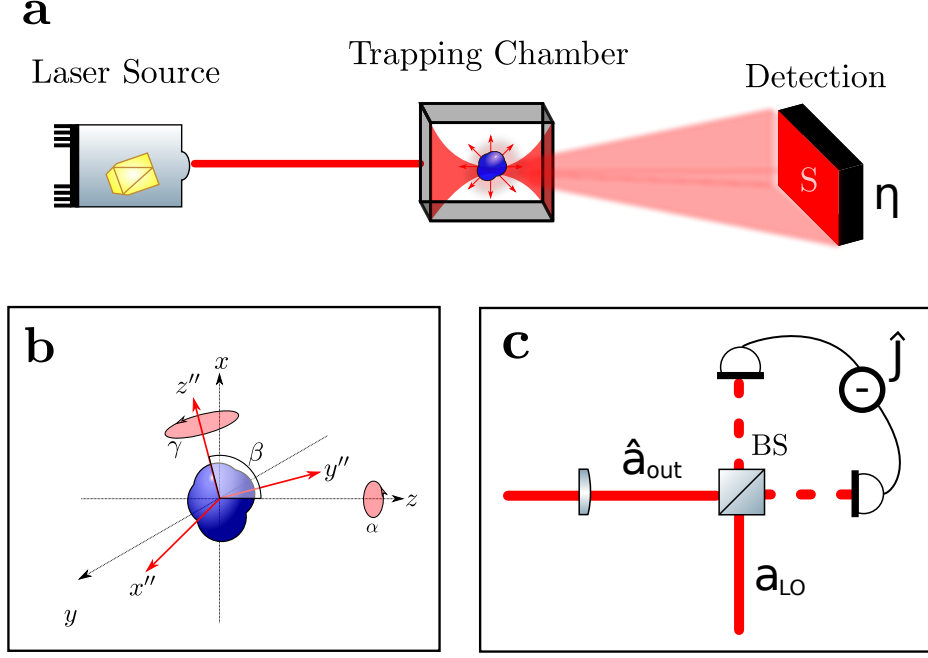 a
Laser Source
Trapping Chamber
Detection
S
η
b
x
z″
γ
β
y″
z
α
x″
y
c
Ĵ
-
BS
â_out
a_LO